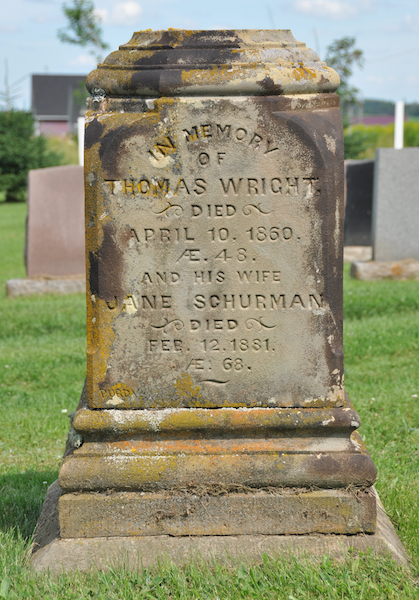 IN MEMORY
OF
THOMAS WRIGHT.
DIED
APRIL 10. 1860.
Æ. 48.
AND HIS WIFE
JANE SCHURMAN
DIED
FEB. 12. 1881.
Æ. 68.